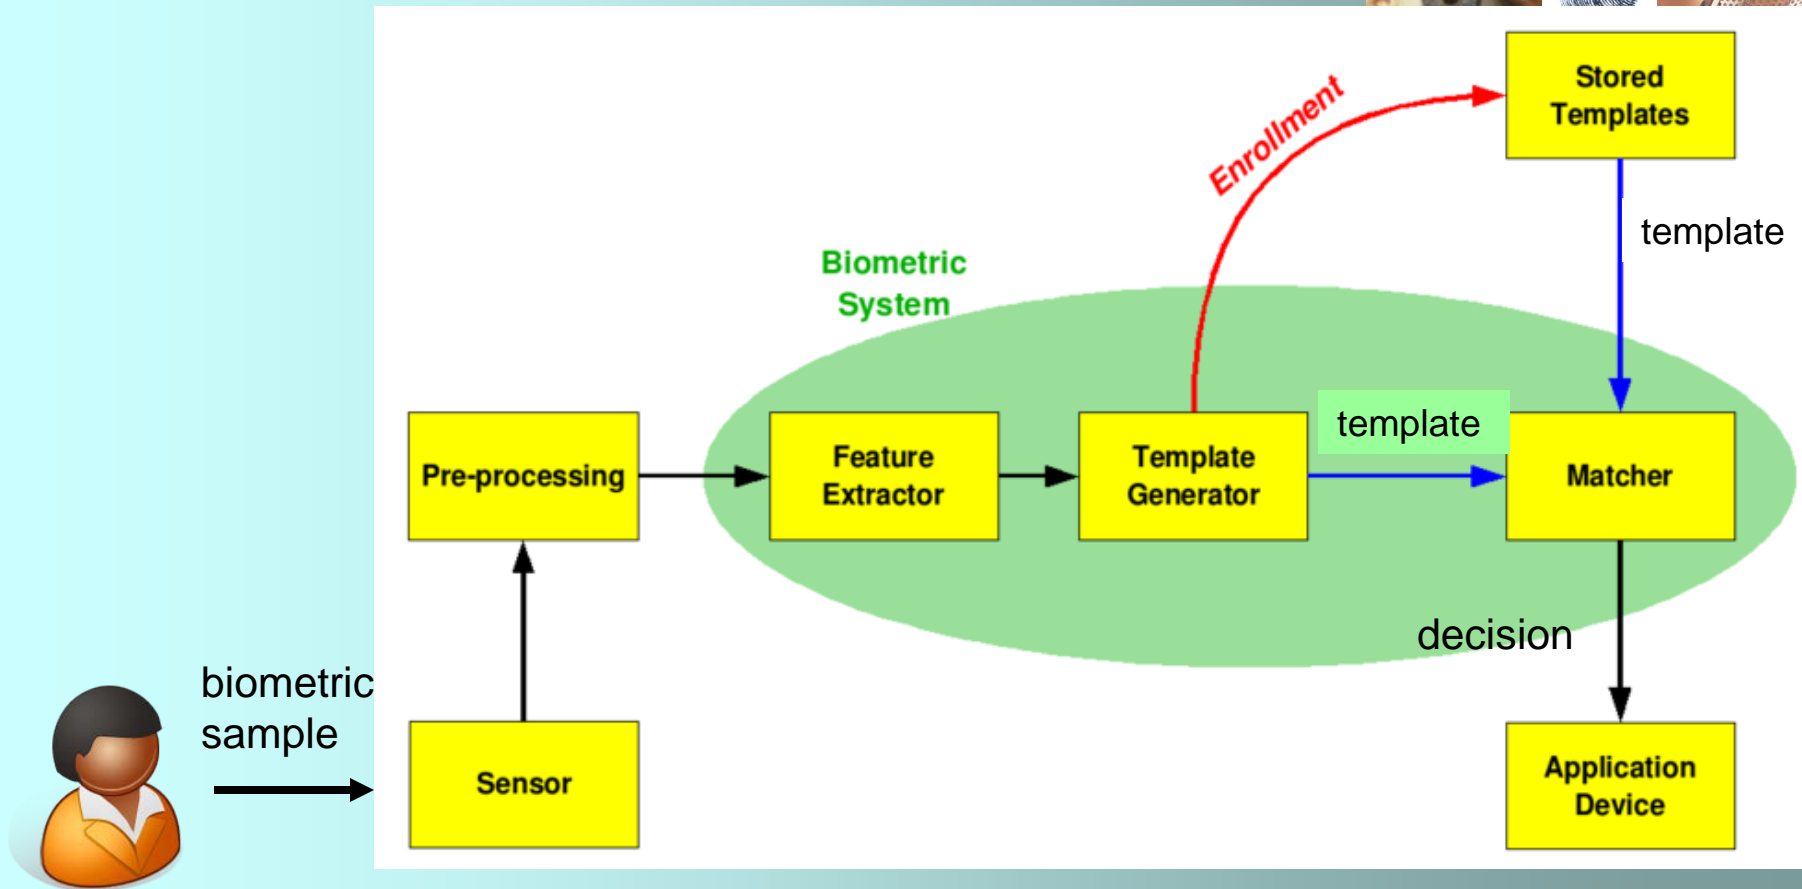 Stored
Templates
Enrollment
template
Biometric
System
template
Pre-processing
Feature
Extractor
Template
Generator
Matcher
decision
biometric
sample
Sensor
Application
Device